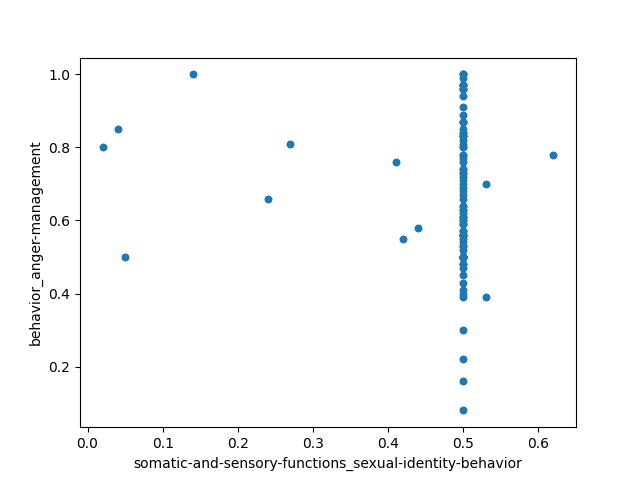 1.0
0.8
0.6
0.4
0.2
behavior_anger-management
0.0 0.1 0.2 0.3 0.4 0.5 0.6
somatic-and-sensory-functions_sexual-identity-behavior